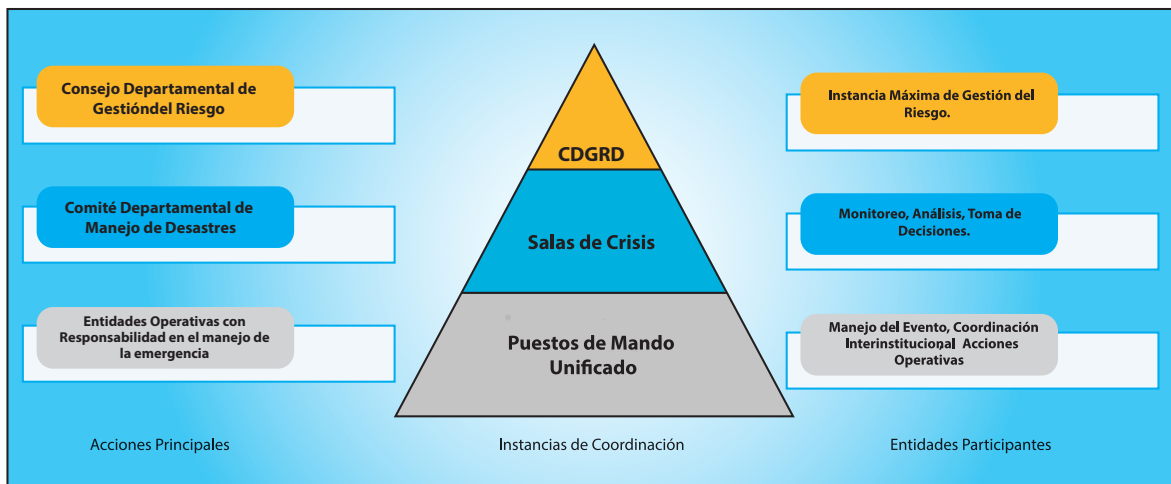 Consejo Departamental de
Gestióndel Riesgo
Comité Departamental de
Manejo de Desastres
Entidades Operativas con
Responsabilidad en el manejo de
la emergencia
Acciones Principales
CDGRD
Salas de Crisis
Puestos de Mando
Unificado
Instancias de Coordinación
Instancia Máxima de Gestión del
Riesgo.
Monitoreo, Análisis, Toma de
Decisiones.
Manejo del Evento, Coordinación
Interinstitucional Acciones
Operativas
Entidades Participantes